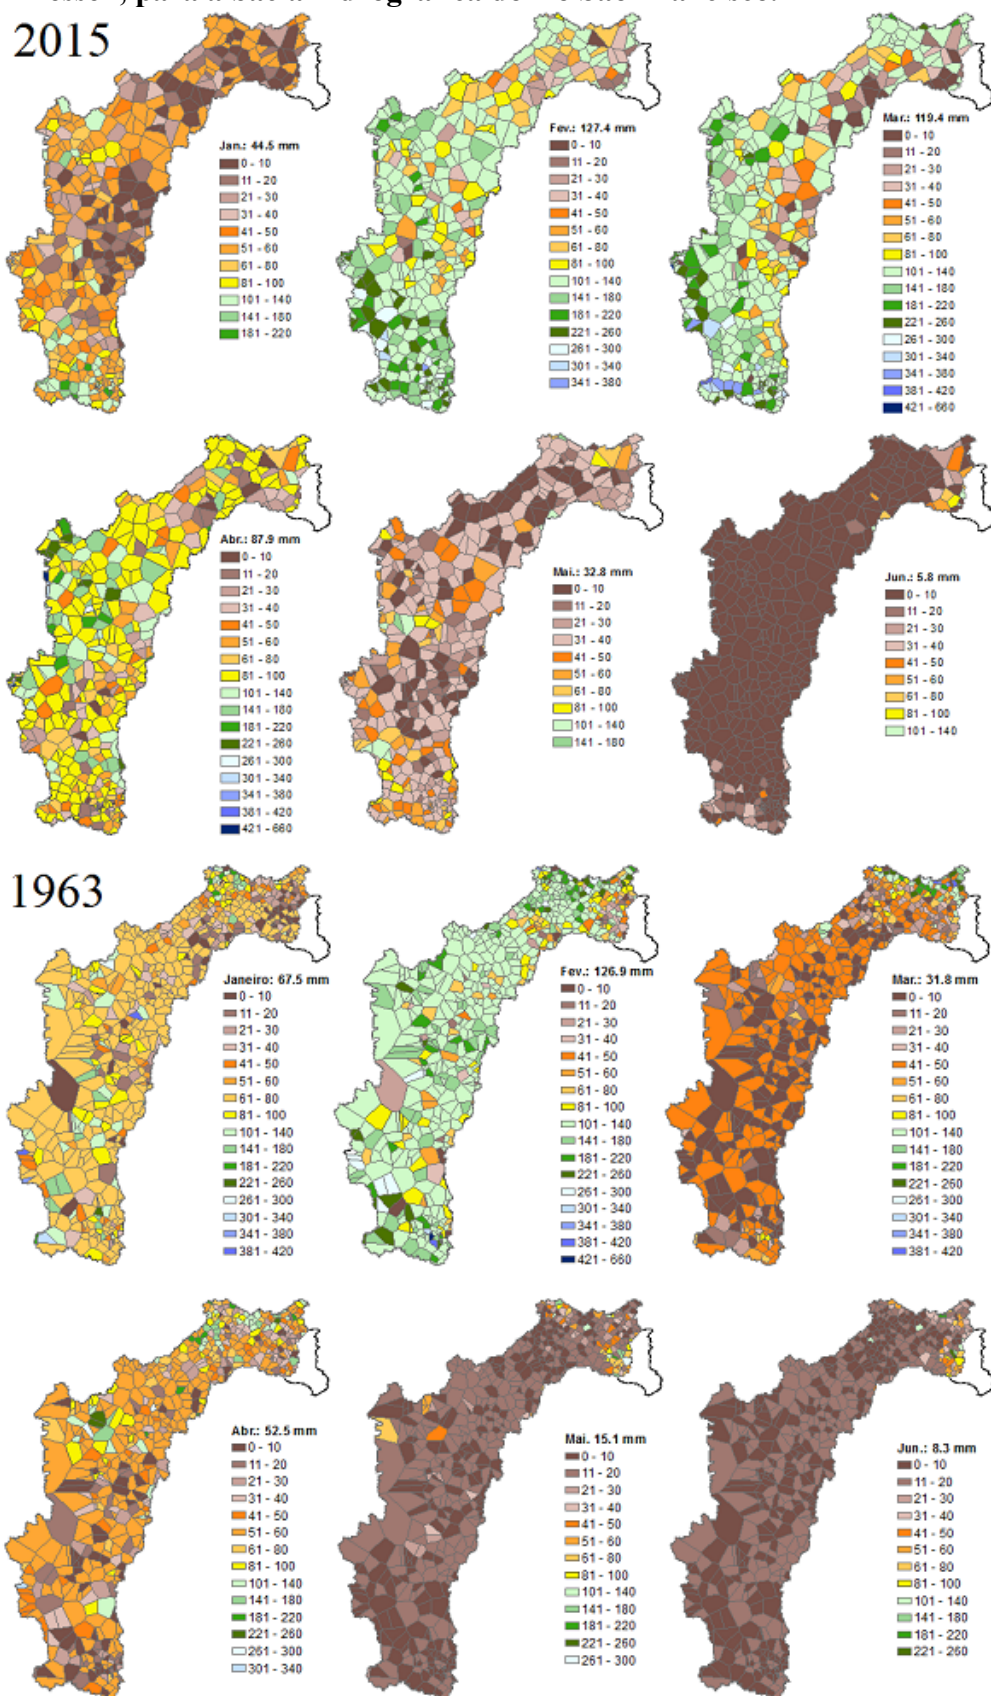 para a bacia hidrográfica do rio São Francisco.
2015
Jan.: 44.5 mm
0 - 10
11 - 20
21 - 30
31 - 40
41 - 50
51 - 60
61 - 80
81 - 100
101 - 140
141 - 180
181 - 220
Fev.: 127.4 mm
0 - 10
11 - 20
21 - 30
31 - 40
41 - 50
51 - 60
61 - 80
81 - 100
101 - 140
141 - 180
181 - 220
221 - 260
261 - 300
301 - 340
341 - 380
Mar.: 119.4 mm
0 - 10
11 - 20
21 - 30
31 - 40
41 - 50
51 - 60
61 - 80
81 - 100
101 - 140
141 - 180
181 - 220
221 - 260
261 - 300
301 - 340
341 - 380
381 - 420
421 - 660
Abr.: 87.9 mm
0 - 10
11 - 20
21 - 30
31 - 40
41 - 50
51 - 60
61 - 80
81 - 100
101 - 140
141 - 180
181 - 220
221 - 260
261 - 300
301 - 340
341 - 380
381 - 420
421 - 660
Mai.: 32.8 mm
0 - 10
11 - 20
21 - 30
31 - 40
41 - 50
51 - 60
61 - 80
81 - 100
101 - 140
141 - 180
Jun.: 5.8 mm
0 - 10
11 - 20
21 - 30
31 - 40
41 - 50
51 - 60
61 - 80
81 - 100
101 - 140
1963
Janeiro: 67.5 mm
0 - 10
11 - 20
21 - 30
31 - 40
41 - 50
51 - 60
61 - 80
81 - 100
101 - 140
141 - 180
181 - 220
221 - 260
261 - 300
301 - 340
341 - 380
381 - 420
Fev.: 126.9 mm
0 - 10
11 - 20
21 - 30
31 - 40
41 - 50
51 - 60
61 - 80
81 - 100
101 - 140
141 - 180
181 - 220
221 - 260
261 - 300
301 - 340
341 - 380
381 - 420
421 - 660
Mar.: 31.8 mm
0 - 10
11 - 20
21 - 30
31 - 40
41 - 50
51 - 60
61 - 80
81 - 100
101 - 140
141 - 180
181 - 220
221 - 260
261 - 300
301 - 340
341 - 380
381 - 420
Abr.: 52.5 mm
0 - 10
11 - 20
21 - 30
31 - 40
41 - 50
51 - 60
61 - 80
81 - 100
101 - 140
141 - 180
181 - 220
221 - 260
261 - 300
301 - 340
Mai. 15.1 mm
0 - 10
11 - 20
21 - 30
31 - 40
41 - 50
51 - 60
61 - 80
81 - 100
101 - 140
141 - 180
181 - 220
221 - 260
261 - 300
Jun.: 8.3 mm
0 - 10
11 - 20
21 - 30
31 - 40
41 - 50
51 - 60
61 - 80
81 - 100
101 - 140
141 - 180
181 - 220
221 - 260